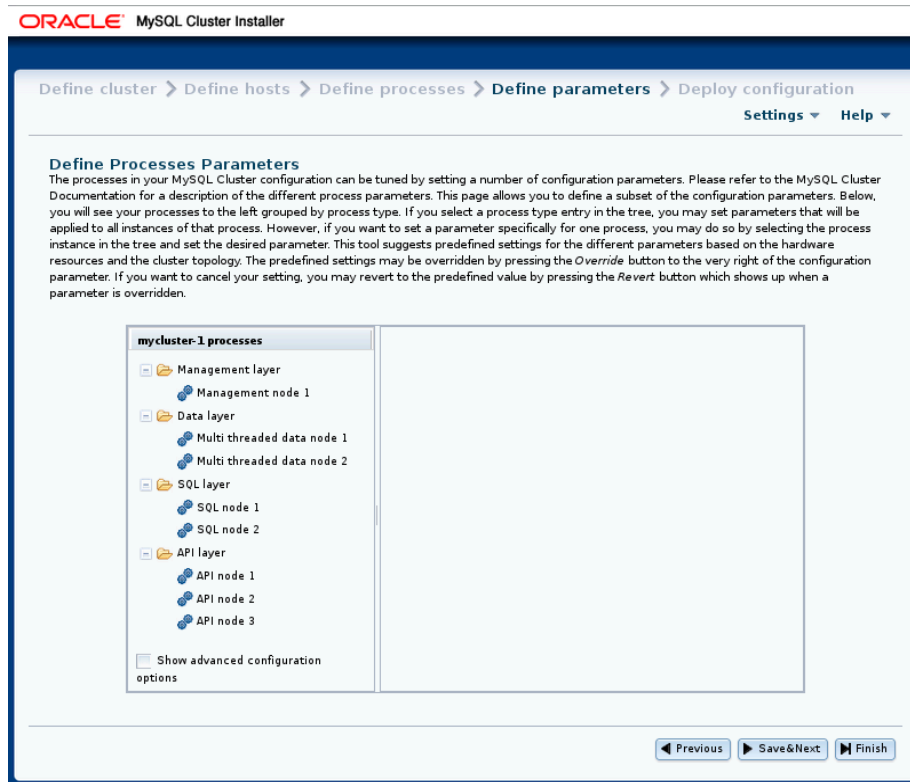 ORACLE MySQL Cluster Installer
Define cluster > Define hosts > Define processes > Define parameters > Deploy configuration
Settings Help
Define Processes Parameters
The processes in your MySQL Cluster configuration can be tuned by setting a number of configuration parameters. Please refer to the MySQL Cluster
Documentation for a description of the different process parameters. This page allows you to define a subset of the configuration parameters. Below,
you will see your processes to the left grouped by process type. If you select a process type entry in the tree, you may set parameters that will be
applied to all instances of that process. However, if you want to set a parameter specifically for one process, you may do so by selecting the process
instance in the tree and set the desired parameter. This tool suggests predefined settings for the different parameters based on the hardware
resources and the cluster topology. The predefined settings may be overridden by pressing the Override button to the very right of the configuration
parameter. If you want to cancel your setting, you may revert to the predefined value by pressing the Revert button which shows up when a
parameter is overridden.
mycluster-1 processes
Management layer
Management node 1
Data layer
Multi threaded data node 1
Multi threaded data node 2
SQL layer
SQL node 1
SQL node 2
API layer
API node 1
API node 2
API node 3
Show advanced configuration
options
Previous Save&Next Finish